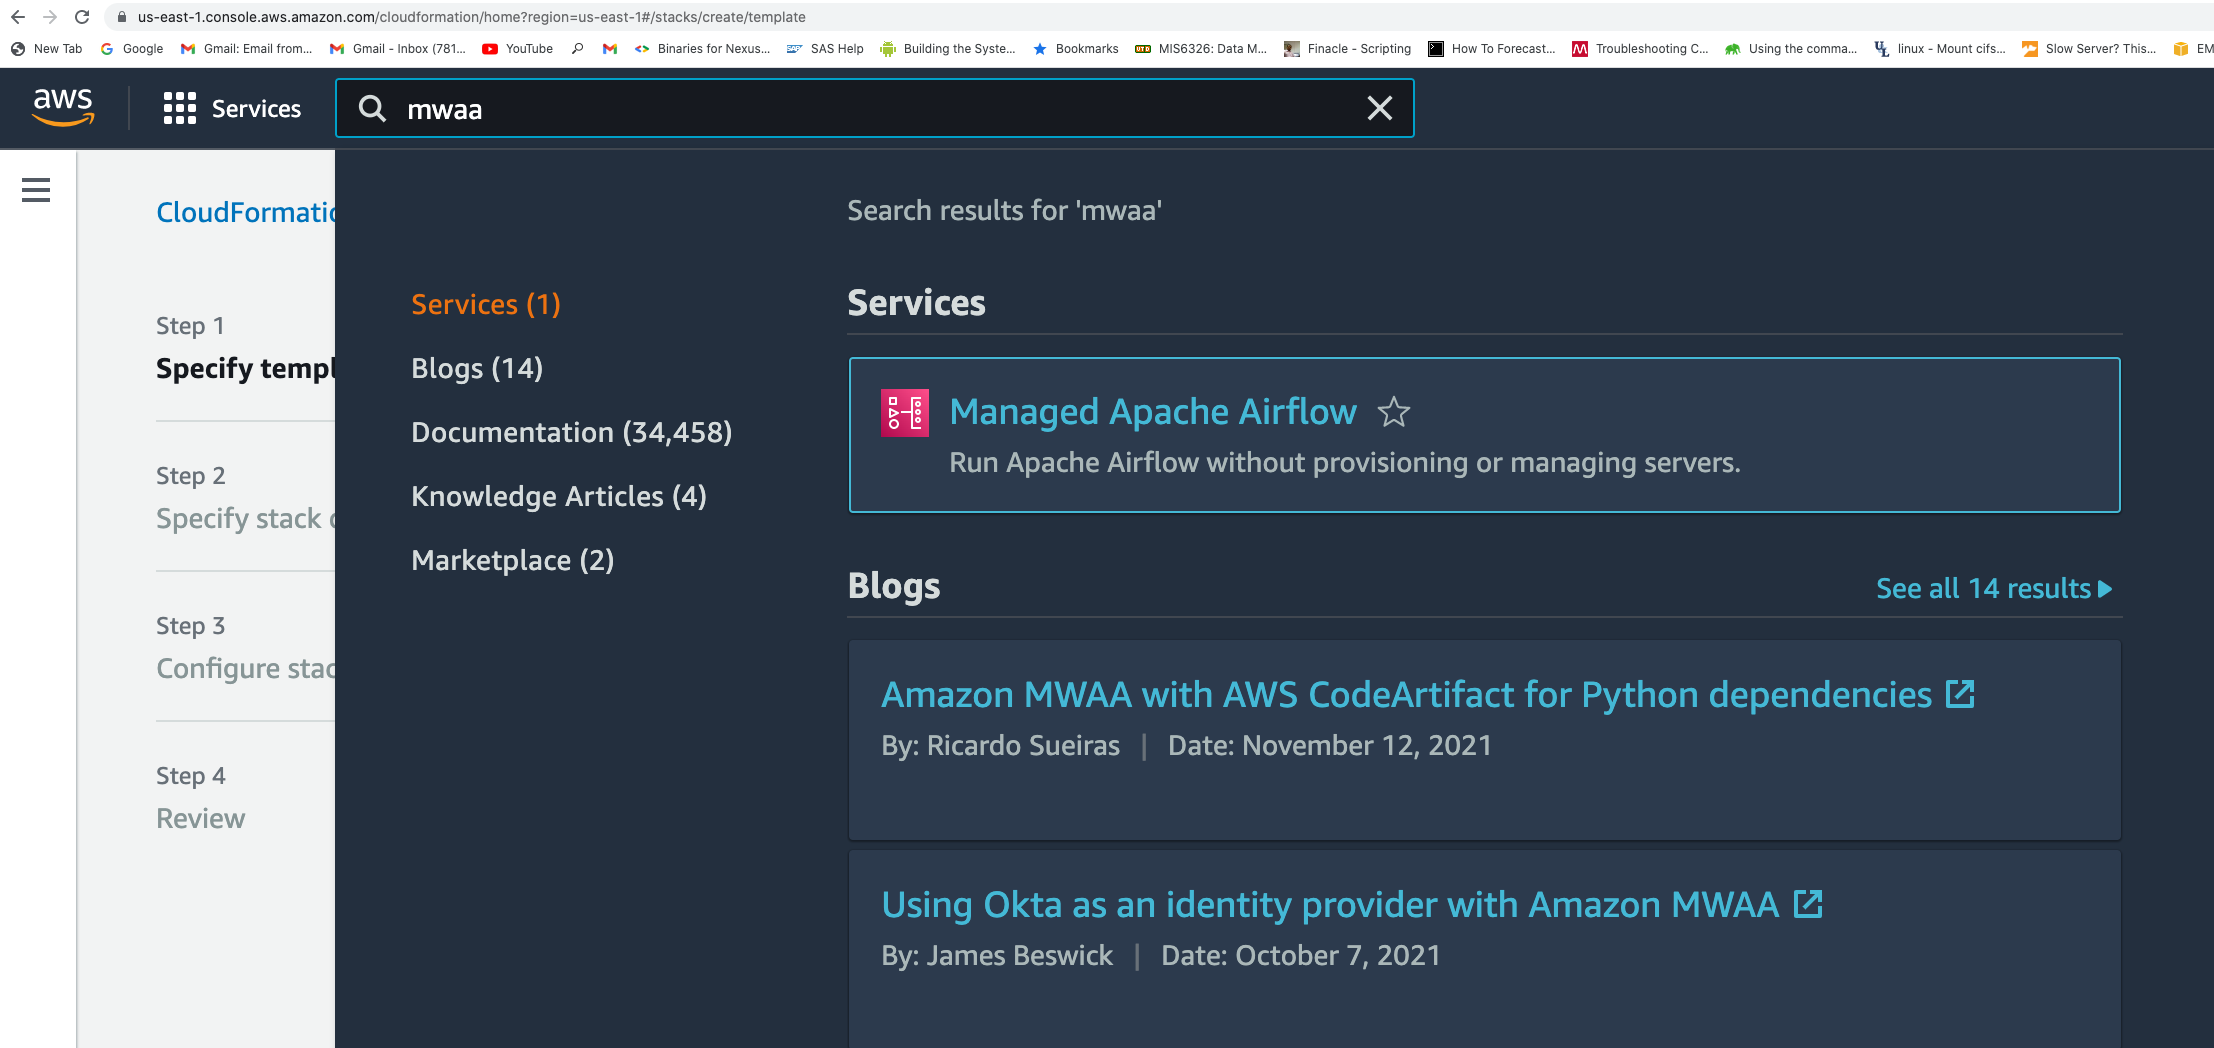 us-east-1.console.aws.amazon.com/cloudformation/home?region=us-east-1#/stacks/create/template
New Tab Google Gmail: Email from... Gmail - Inbox (781... YouTube Binaries for Nexus... SAS Help Building the Syste... Bookmarks MIS6326: Data M... Finacle - Scripting How To Forecast... Troubleshooting C... Using the comma... linux - Mount cifs... Slow Server? This... EM
aws Services mwaa
CloudFormatic
Search results for 'mwaa'
Step 1
Specify templ
Step 2
Specify stack
Step 3
Configure stac
Step 4
Review
Services (1)
Blogs (14)
Documentation (34,458)
Knowledge Articles (4)
Marketplace (2)
Services
Managed Apache Airflow
Run Apache Airflow without provisioning or managing servers.
Blogs See all 14 results
Amazon MWAA with AWS CodeArtifact for Python dependencies
By: Ricardo Sueiras | Date: November 12, 2021
Using Okta as an identity provider with Amazon MWAA
By: James Beswick | Date: October 7, 2021